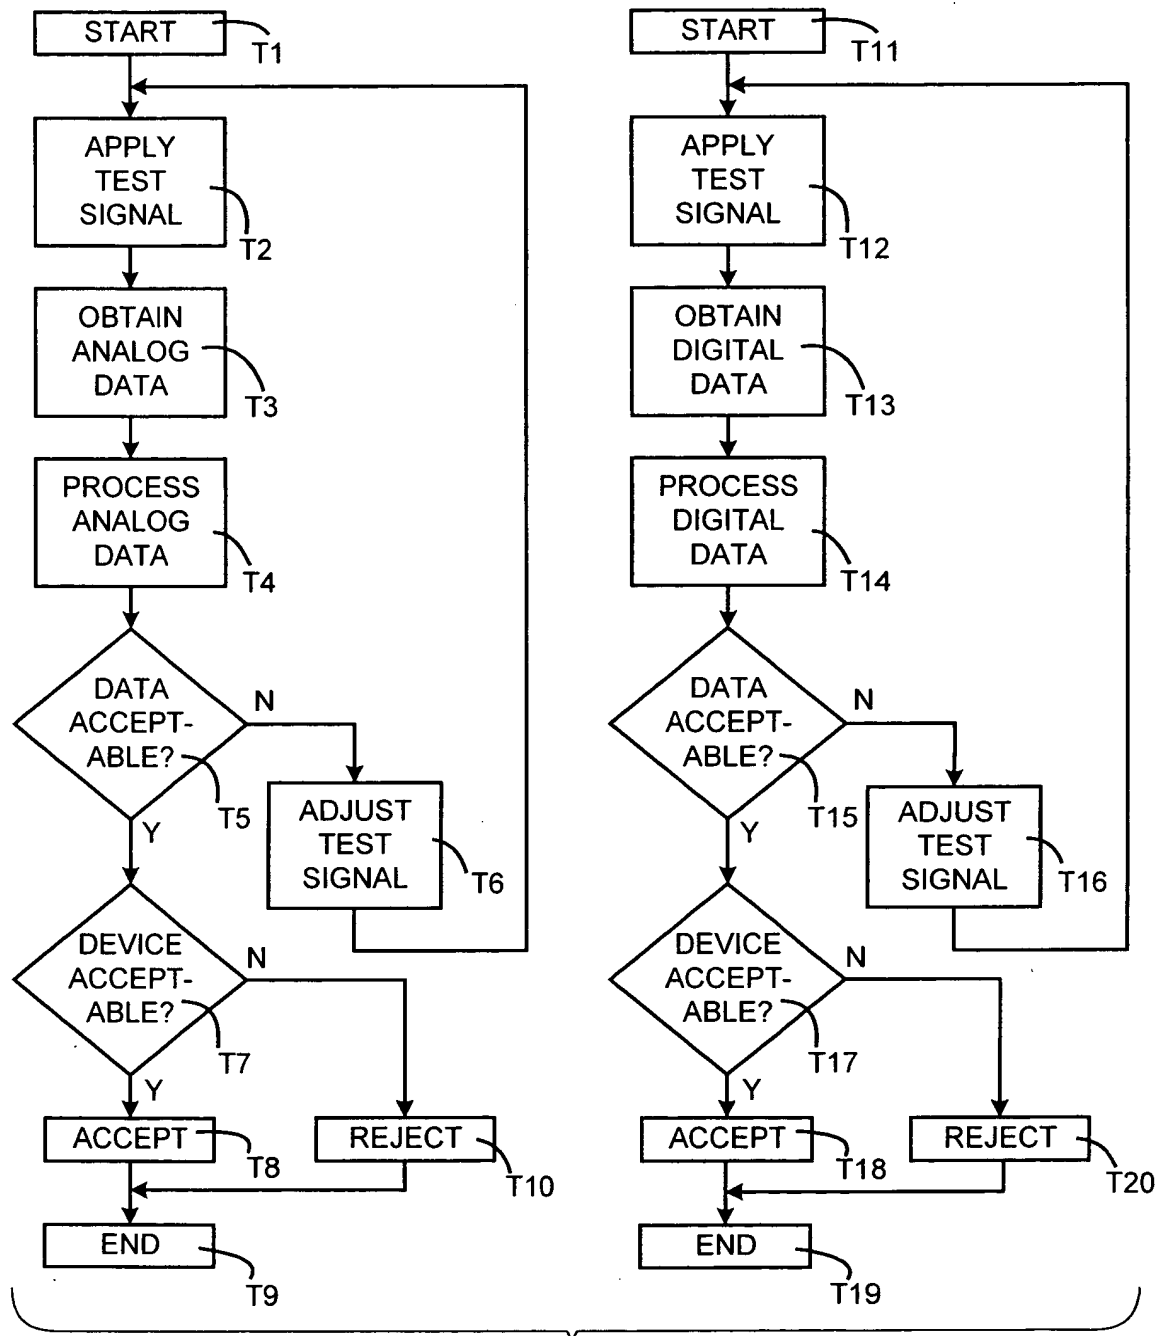 START
T1
APPLY
TEST
SIGNAL
T2
OBTAIN
ANALOG
DATA
T3
PROCESS
ANALOG
DATA
T4
DATA
ACCEPT-
ABLE?
N
T5
Y
ADJUST
TEST
SIGNAL
T6
DEVICE
ACCEPT-
ABLE?
N
T7
Y
ACCEPT
T8
REJECT
T10
END
T9
START
T11
APPLY
TEST
SIGNAL
T12
OBTAIN
DIGITAL
DATA
T13
PROCESS
DIGITAL
DATA
T14
DATA
ACCEPT-
ABLE?
N
T15
Y
ADJUST
TEST
SIGNAL
T16
DEVICE
ACCEPT-
ABLE?
N
T17
Y
ACCEPT
T18
REJECT
T20
END
T19